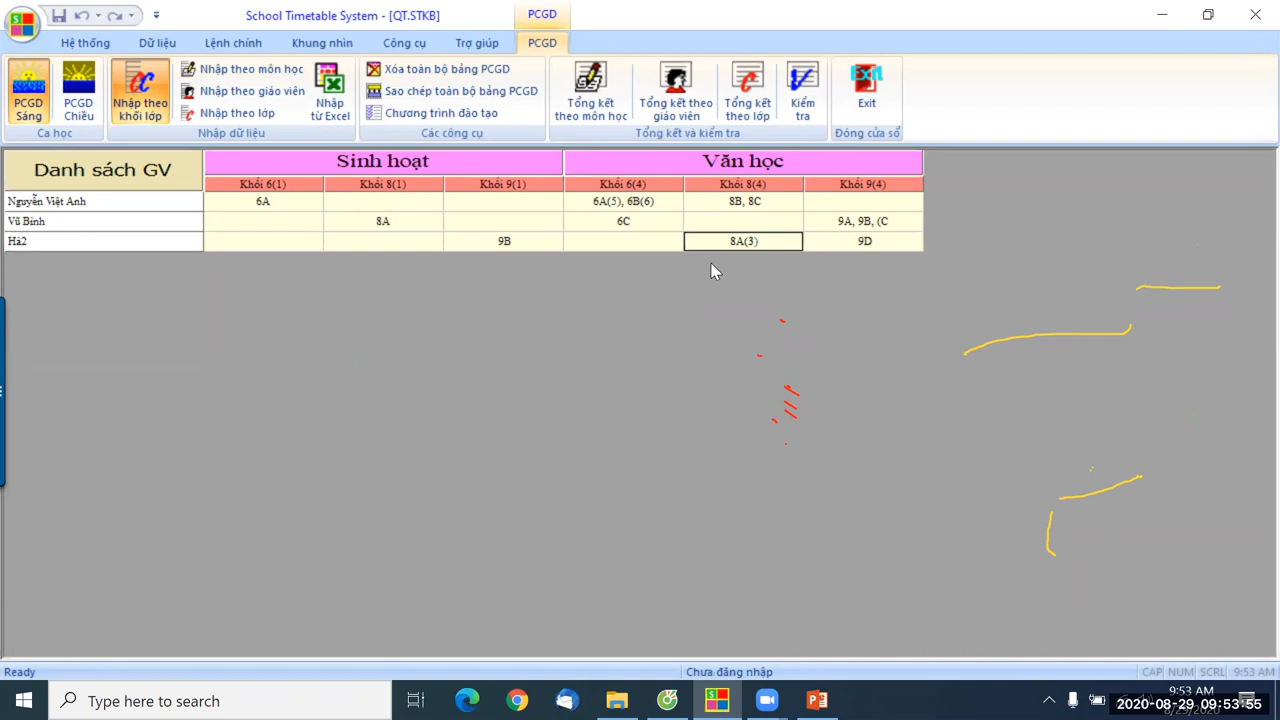 School Timetable System - [QT.STKB]
PCGD
Hệ thống
Dữ liệu
Lệnh chính
Khung nhìn
Công cụ
Trợ giúp
PCGD
PCGD Sáng
PCGD Chiều
Ca học
Nhập theo khối lớp
Nhập theo môn học
Nhập theo giáo viên
Nhập theo lớp
Nhập từ Excel
Nhập dữ liệu
Xóa toàn bộ bảng PCGD
Sao chép toàn bộ bảng PCGD
Chương trình đào tạo
Các công cụ
Tổng kết theo môn học
Tổng kết theo giáo viên
Tổng kết theo lớp
Kiểm tra
Tổng kết và kiểm tra
Exit
Đóng cửa sổ
Danh sách GV
Sinh hoạt
Văn học
Khối 6(1)
Khối 8(1)
Khối 9(1)
Khối 6(4)
Khối 8(4)
Khối 9(4)
Nguyễn Việt Anh
6A
6A(5), 6B(6)
8B, 8C
Vũ Bình
8A
6C
9A, 9B, (C
Hà2
9B
8A(3)
9D
Ready
Chưa đăng nhập
CAP NUM SCRL 9:53 AM
Type here to search
9:53 AM
2020-08-29 09:53:55